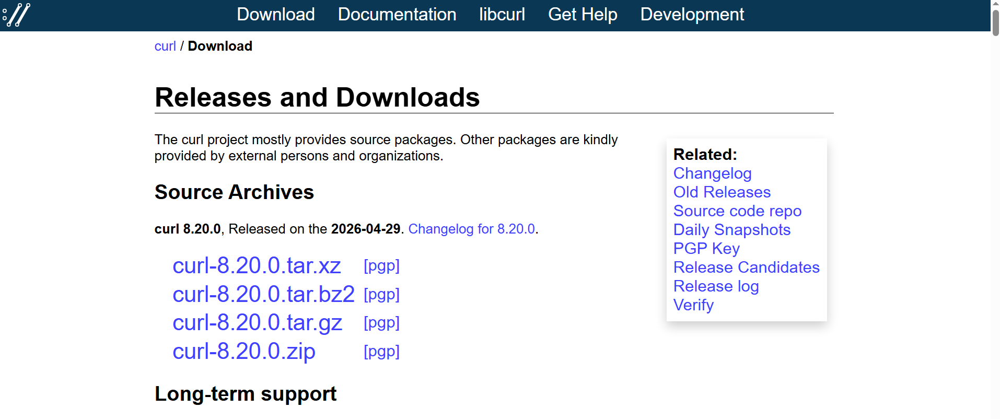 Download Documentation libcurl Get Help Development
curl / Download
Releases and Downloads
The curl project mostly provides source packages. Other packages are kindly
provided by external persons and organizations.
Source Archives
curl 8.20.0, Released on the 2026-04-29. Changelog for 8.20.0.
curl-8.20.0.tar.xz [pgp]
curl-8.20.0.tar.bz2 [pgp]
curl-8.20.0.tar.gz [pgp]
curl-8.20.0.zip [pgp]
Long-term support
Related:
Changelog
Old Releases
Source code repo
Daily Snapshots
PGP Key
Release Candidates
Release log
Verify